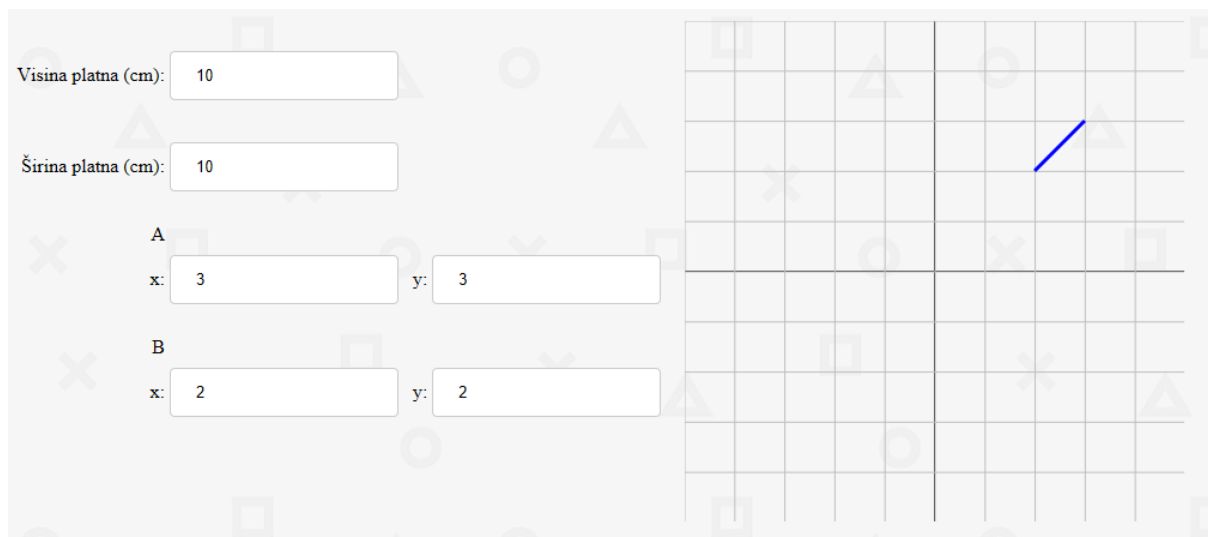 Visina platna (cm): 10
Širina platna (cm): 10
A
x: 3 y: 3
B
x: 2 y: 2